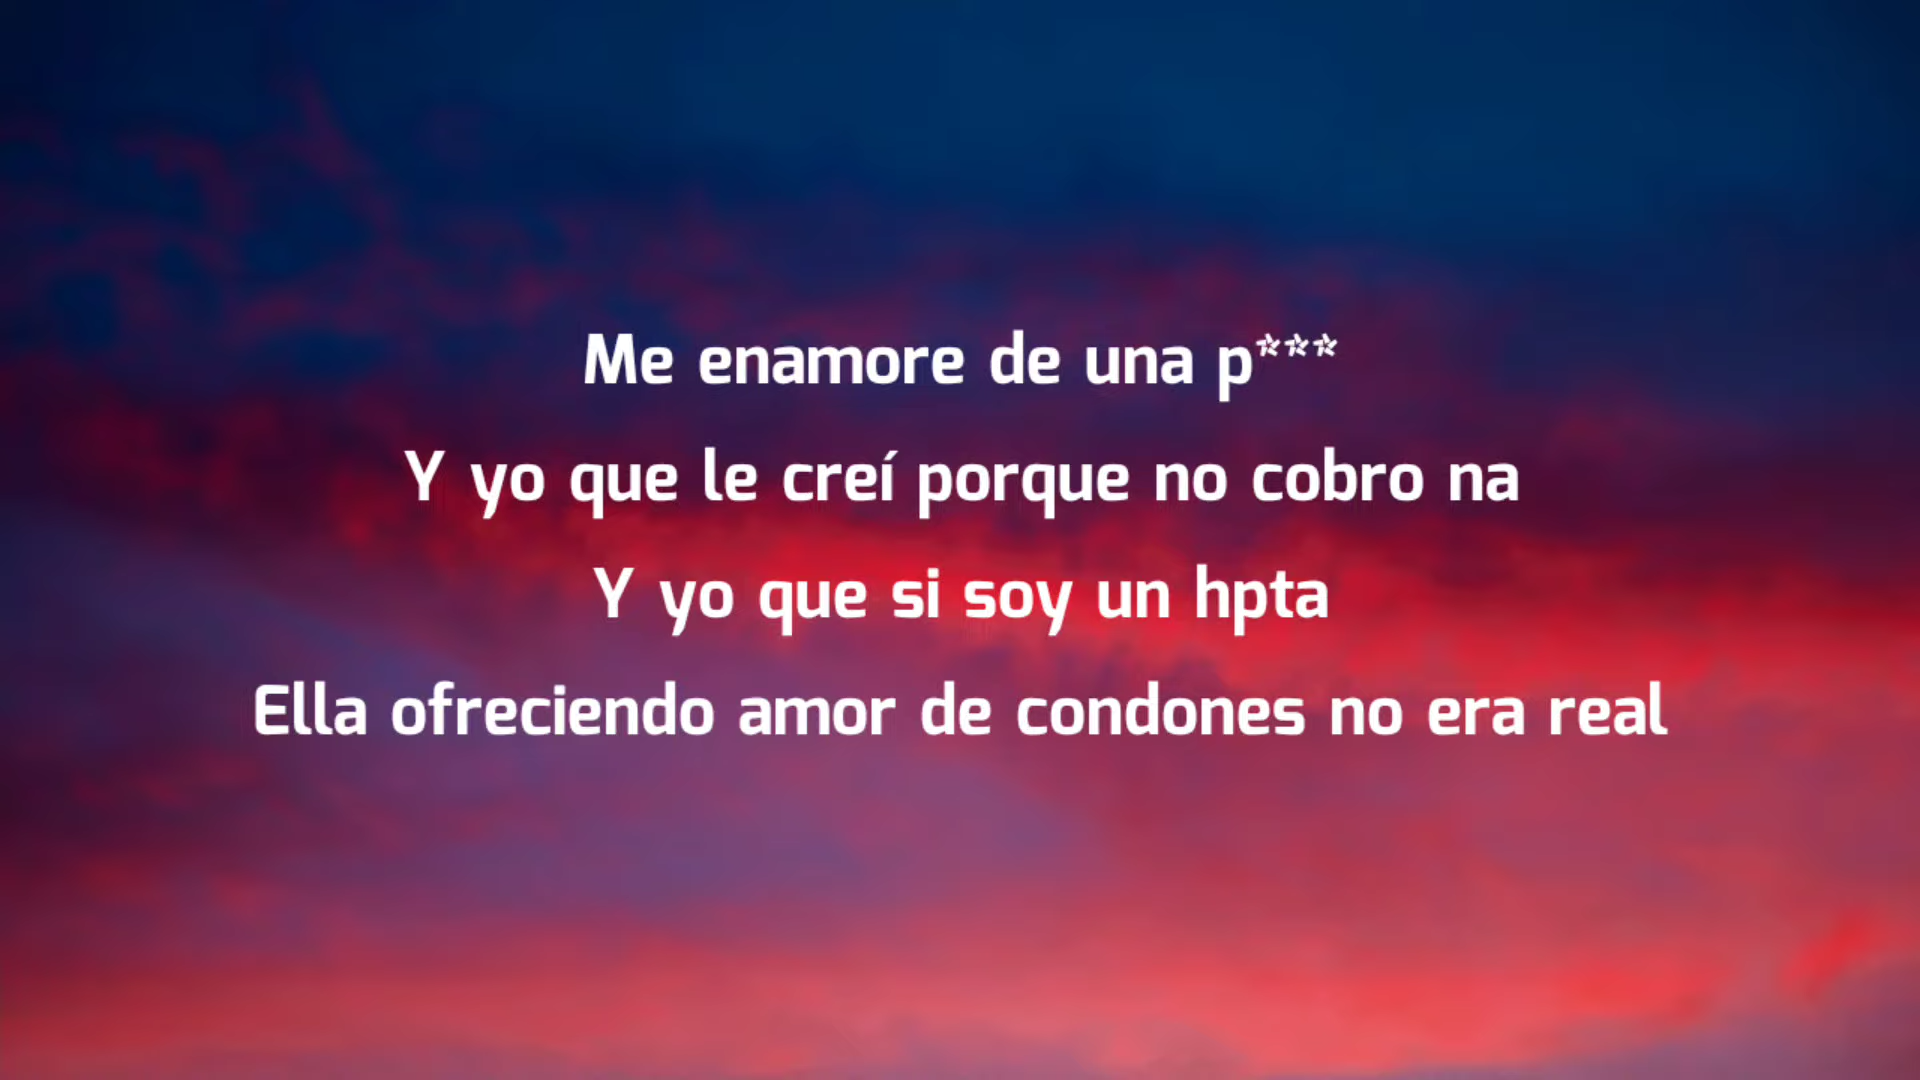 Me enamore de una p***
Y yo que le creí porque no cobro na
Y yo que si soy un hpta
Ella ofreciendo amor de condones no era real